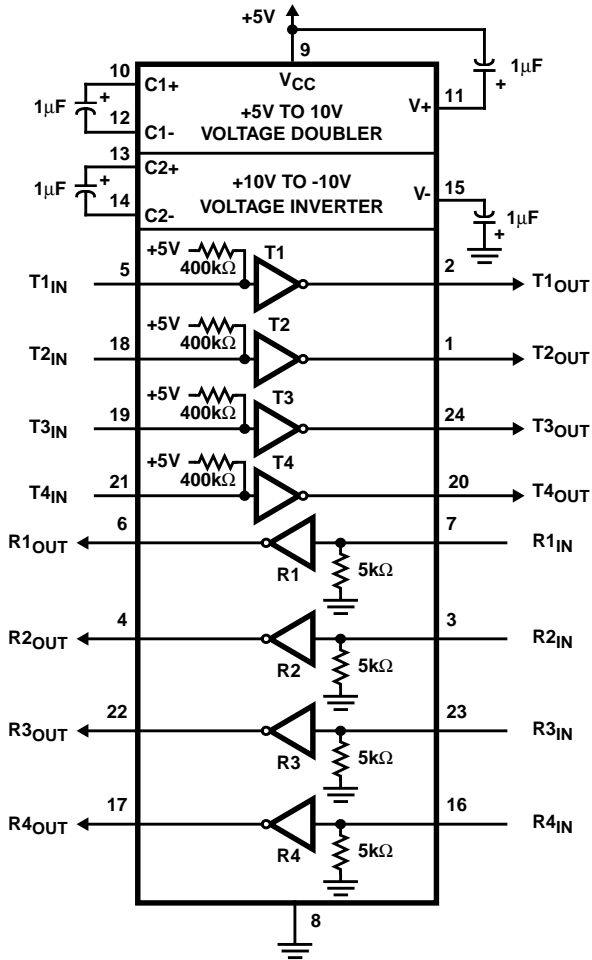 +5V
9
10
C1+
VCC
1μF
+
1μF
+
12
C1-
+5V TO 10V
VOLTAGE DOUBLER
V+
11
13
C2+
1μF
+
14
C2-
+10V TO -10V
VOLTAGE INVERTER
V-
15
1μF
+
+5V
400kΩ
T1
T1IN
5
2
T1OUT
+5V
400kΩ
T2
T2IN
18
1
T2OUT
+5V
400kΩ
T3
T3IN
19
24
T3OUT
+5V
400kΩ
T4
T4IN
21
20
T4OUT
R1OUT
6
R1
7
R1IN
5kΩ
R2OUT
4
R2
3
R2IN
5kΩ
R3OUT
22
R3
23
R3IN
5kΩ
R4OUT
17
R4
16
R4IN
5kΩ
8